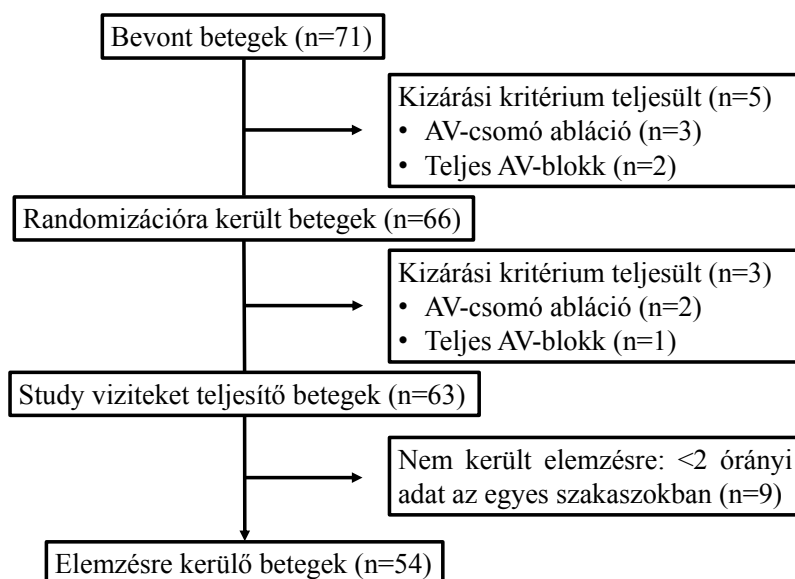 Bevont betegek (n=71)
Kizárási kritérium teljesült (n=5)
• AV-csomó abláció (n=3)
• Teljes AV-blokk (n=2)
Randomizációra került betegek (n=66)
Kizárási kritérium teljesült (n=3)
• AV-csomó abláció (n=2)
• Teljes AV-blokk (n=1)
Study viziteket teljesítő betegek (n=63)
Nem került elemzésre: <2 órányi
adat az egyes szakaszokban (n=9)
Elemzésre kerülő betegek (n=54)